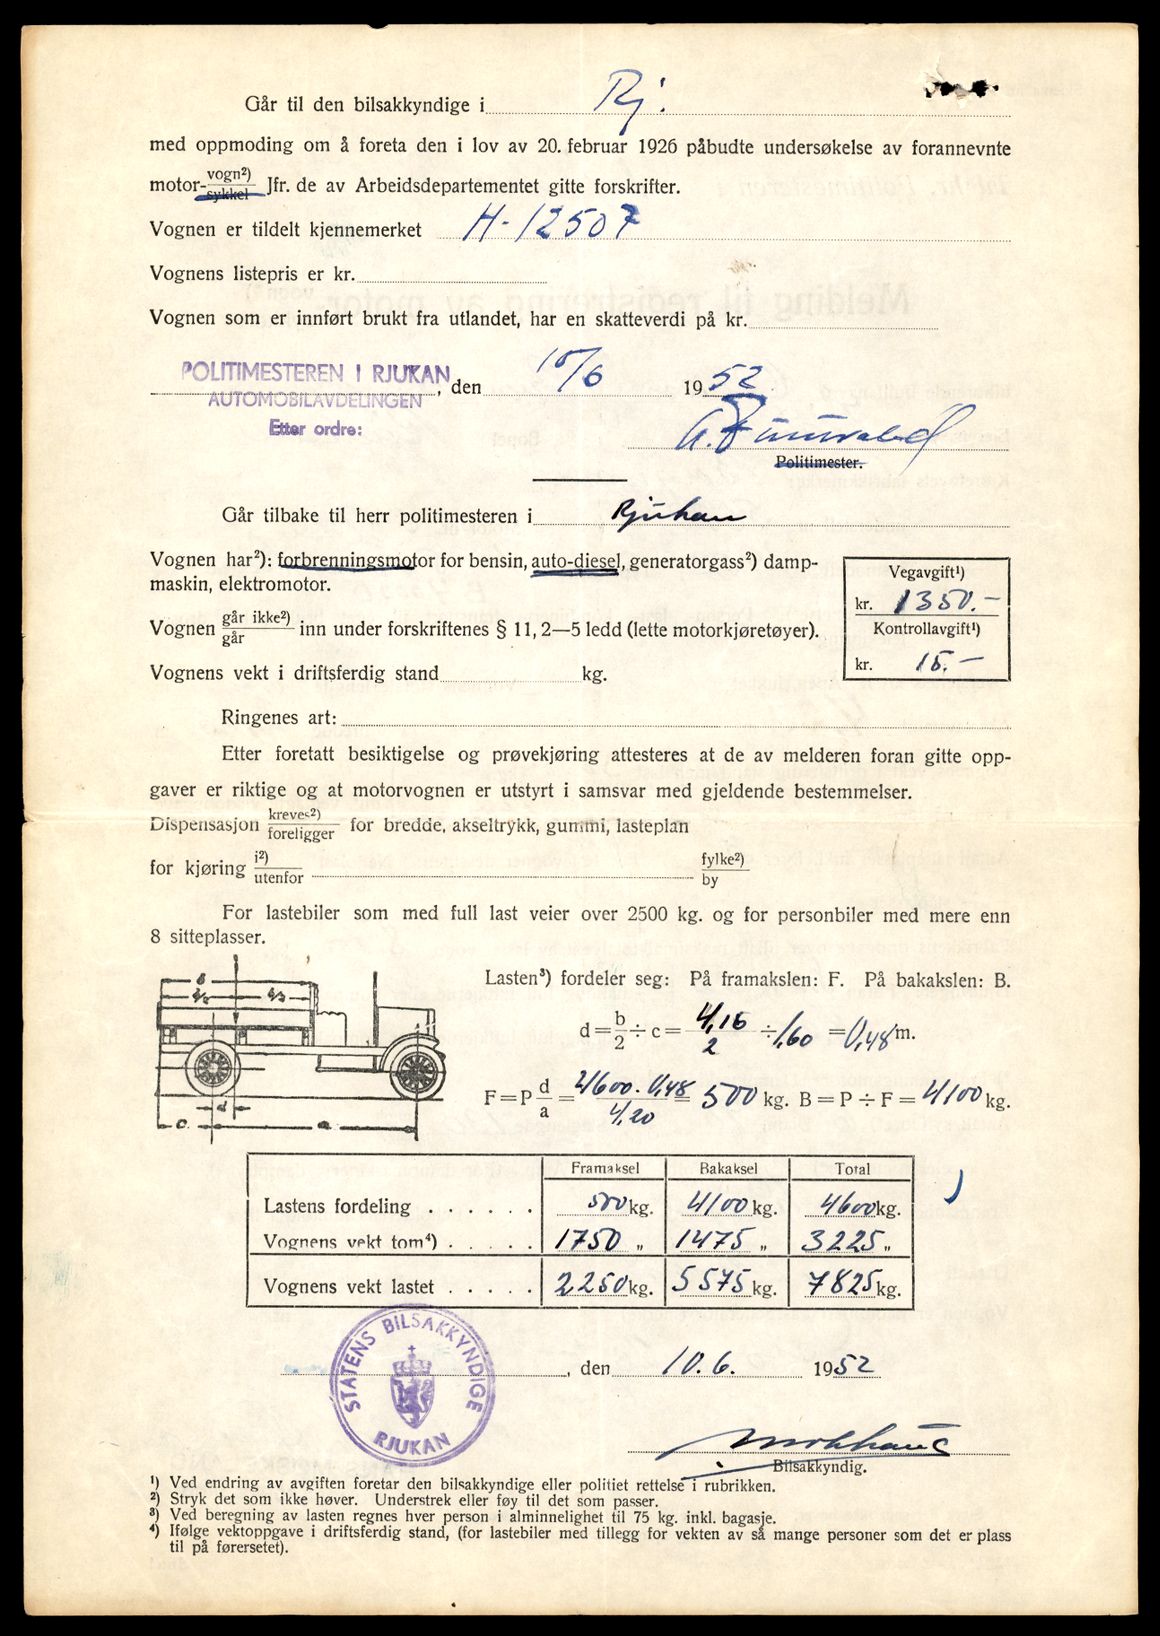 Går til den bilsakkyndige i Rj.
med oppmoding om å foreta den i lov av 20. februar 1926 påbudte undersøkelse av forannevnte
motor- vogn²) / sykkel Jfr. de av Arbeidsdepartementet gitte forskrifter.
Vognen er tildelt kjennemerket H-12507
Vognens listepris er kr.
Vognen som er innført brukt fra utlandet, har en skatteverdi på kr.
POLITIMESTEREN I RJUKAN, den 10/6 1952
AUTOMOBILAVDELINGEN
Etter ordre:
Politimester.
Går tilbake til herr politimesteren i Rjukan
Vognen har²): forbrenningsmotor for bensin, auto-diesel, generatorgass²) damp-
maskin, elektromotor.
Vegavgift¹)
kr. 1350.-
Kontrollavgift¹)
kr. 15.-
Vognen går ikke²) / går inn under forskriftenes § 11, 2—5 ledd (lette motorkjøretøyer).
Vognens vekt i driftsferdig stand kg.
Ringenes art:
Etter foretatt besiktigelse og prøvekjøring attesteres at de av melderen foran gitte opp-
gaver er riktige og at motorvognen er utstyrt i samsvar med gjeldende bestemmelser.
Dispensasjon kreves²) / foreligger for bredde, akseltrykk, gummi, lasteplan
for kjøring i²) / utenfor fylke²) / by
For lastebiler som med full last veier over 2500 kg. og for personbiler med mere enn
8 sitteplasser.
Lasten³) fordeler seg: På framakslen: F. På bakakslen: B.
b
b/2 b/2
d = b/2 ÷ c = 4,16/2 ÷ 1,60 = 0,48 m.
F = P d/a = 4600 . 0,48 / 4,20 = 500 kg. B = P ÷ F = 4100 kg.
c d a
Framaksel Bakaksel Total
Lastens fordeling . . . . . . 500 kg. 4100 kg. 4600 kg.
Vognens vekt tom⁴) . . . . . 1750 „ 1475 „ 3225 „
Vognens vekt lastet . . . . . 2250 kg. 5575 kg. 7825 kg.
STATENS BILSAKKYNDIGE
RJUKAN
, den 10.6. 1952
Bilsakkyndig.
¹) Ved endring av avgiften foretar den bilsakkyndige eller politiet rettelse i rubrikken.
²) Stryk det som ikke høver. Understrek eller føy til det som passer.
³) Ved beregning av lasten regnes hver person i alminnelighet til 75 kg. inkl. bagasje.
⁴) Ifølge vektoppgave i driftsferdig stand, (for lastebiler med tillegg for vekten av så mange personer som det er plass
til på førersetet).